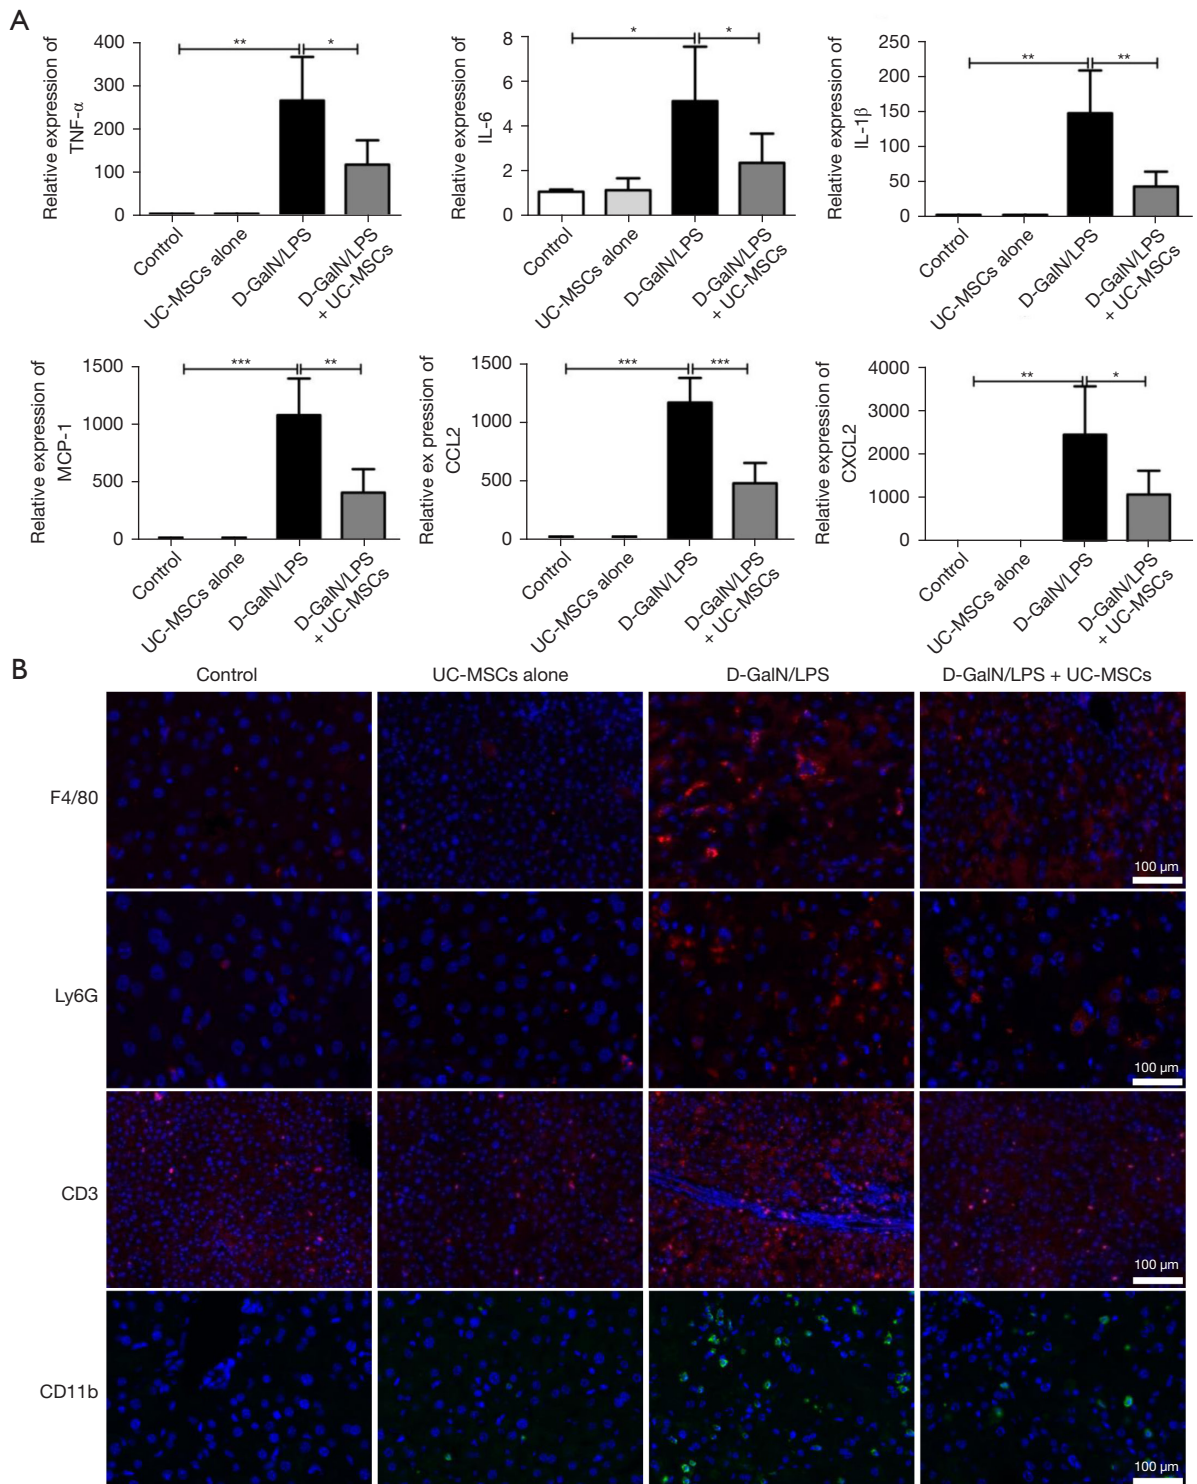 A
Relative expression of
TNF-α
400
300
200
100
0
**
*
Control
UC-MSCs alone
D-GalN/LPS
D-GalN/LPS
+ UC-MSCs
Relative expression of
IL-6
8
6
4
2
0
*
*
Control
UC-MSCs alone
D-GalN/LPS
D-GalN/LPS
+ UC-MSCs
Relative expression of
IL-1β
250
200
150
100
50
0
**
**
Control
UC-MSCs alone
D-GalN/LPS
D-GalN/LPS
+ UC-MSCs
Relative expression of
MCP-1
1500
1000
500
0
***
**
Control
UC-MSCs alone
D-GalN/LPS
D-GalN/LPS
+ UC-MSCs
Relative ex pression of
CCL2
1500
1000
500
0
***
***
Control
UC-MSCs alone
D-GalN/LPS
D-GalN/LPS
+ UC-MSCs
Relative expression of
CXCL2
4000
3000
2000
1000
0
**
*
Control
UC-MSCs alone
D-GalN/LPS
D-GalN/LPS
+ UC-MSCs
B
Control
UC-MSCs alone
D-GalN/LPS
D-GalN/LPS + UC-MSCs
F4/80
100 μm
Ly6G
100 μm
CD3
100 μm
CD11b
100 μm